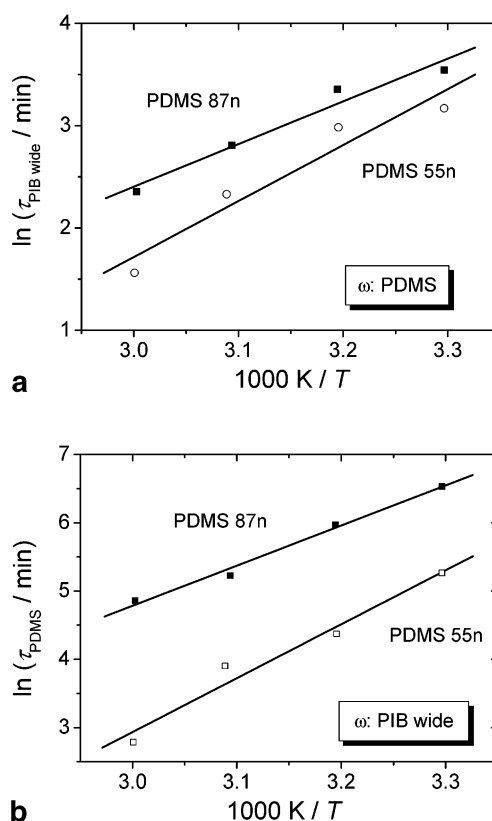 4
PDMS 87n
3
PDMS 55n
2
ω: PDMS
1
ln (τ_PIB wide / min)
3.0 3.1 3.2 3.3
1000 K / T
a
7
PDMS 87n
6
5
PDMS 55n
4
3
ω: PIB wide
ln (τ_PDMS / min)
3.0 3.1 3.2 3.3
1000 K / T
b